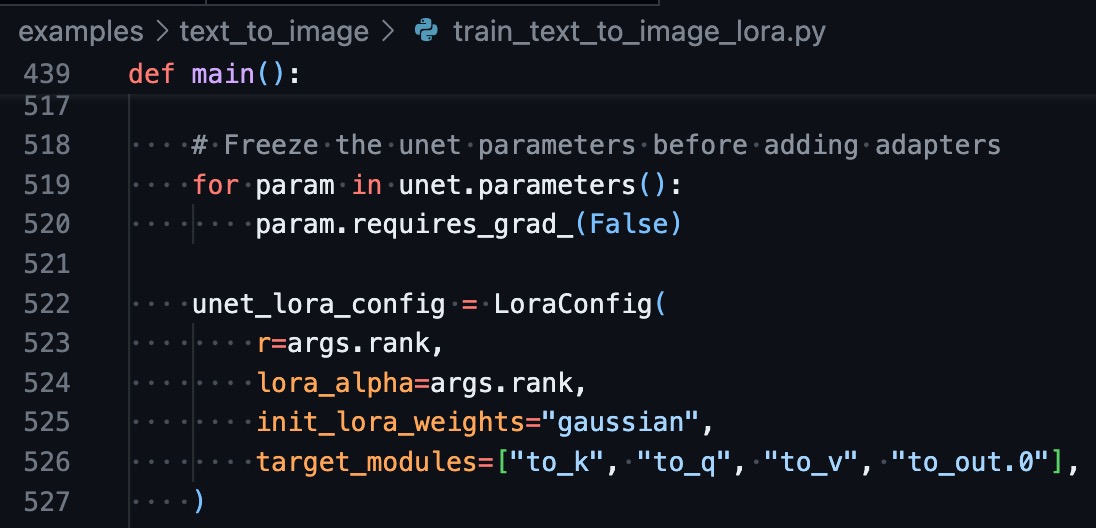 examples > text_to_image > train_text_to_image_lora.py
439 def main():
517
518 # Freeze the unet parameters before adding adapters
519 for param in unet.parameters():
520 param.requires_grad_(False)
521
522 unet_lora_config = LoraConfig(
523 r=args.rank,
524 lora_alpha=args.rank,
525 init_lora_weights="gaussian",
526 target_modules=["to_k", "to_q", "to_v", "to_out.0"],
527 )